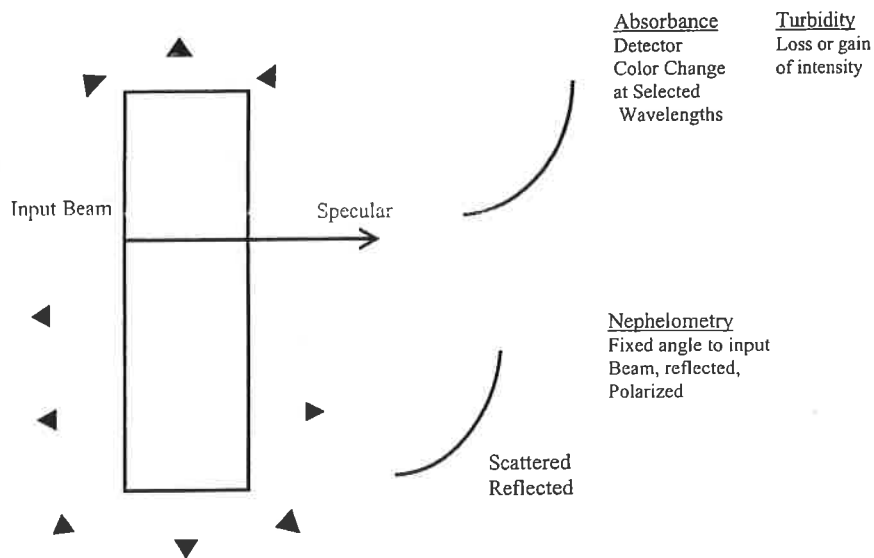 Absorbance
Detector
Color Change
at Selected
Wavelengths
Turbidity
Loss or gain
of intensity
Input Beam
Specular
Nephelometry
Fixed angle to input
Beam, reflected,
Polarized
Scattered
Reflected